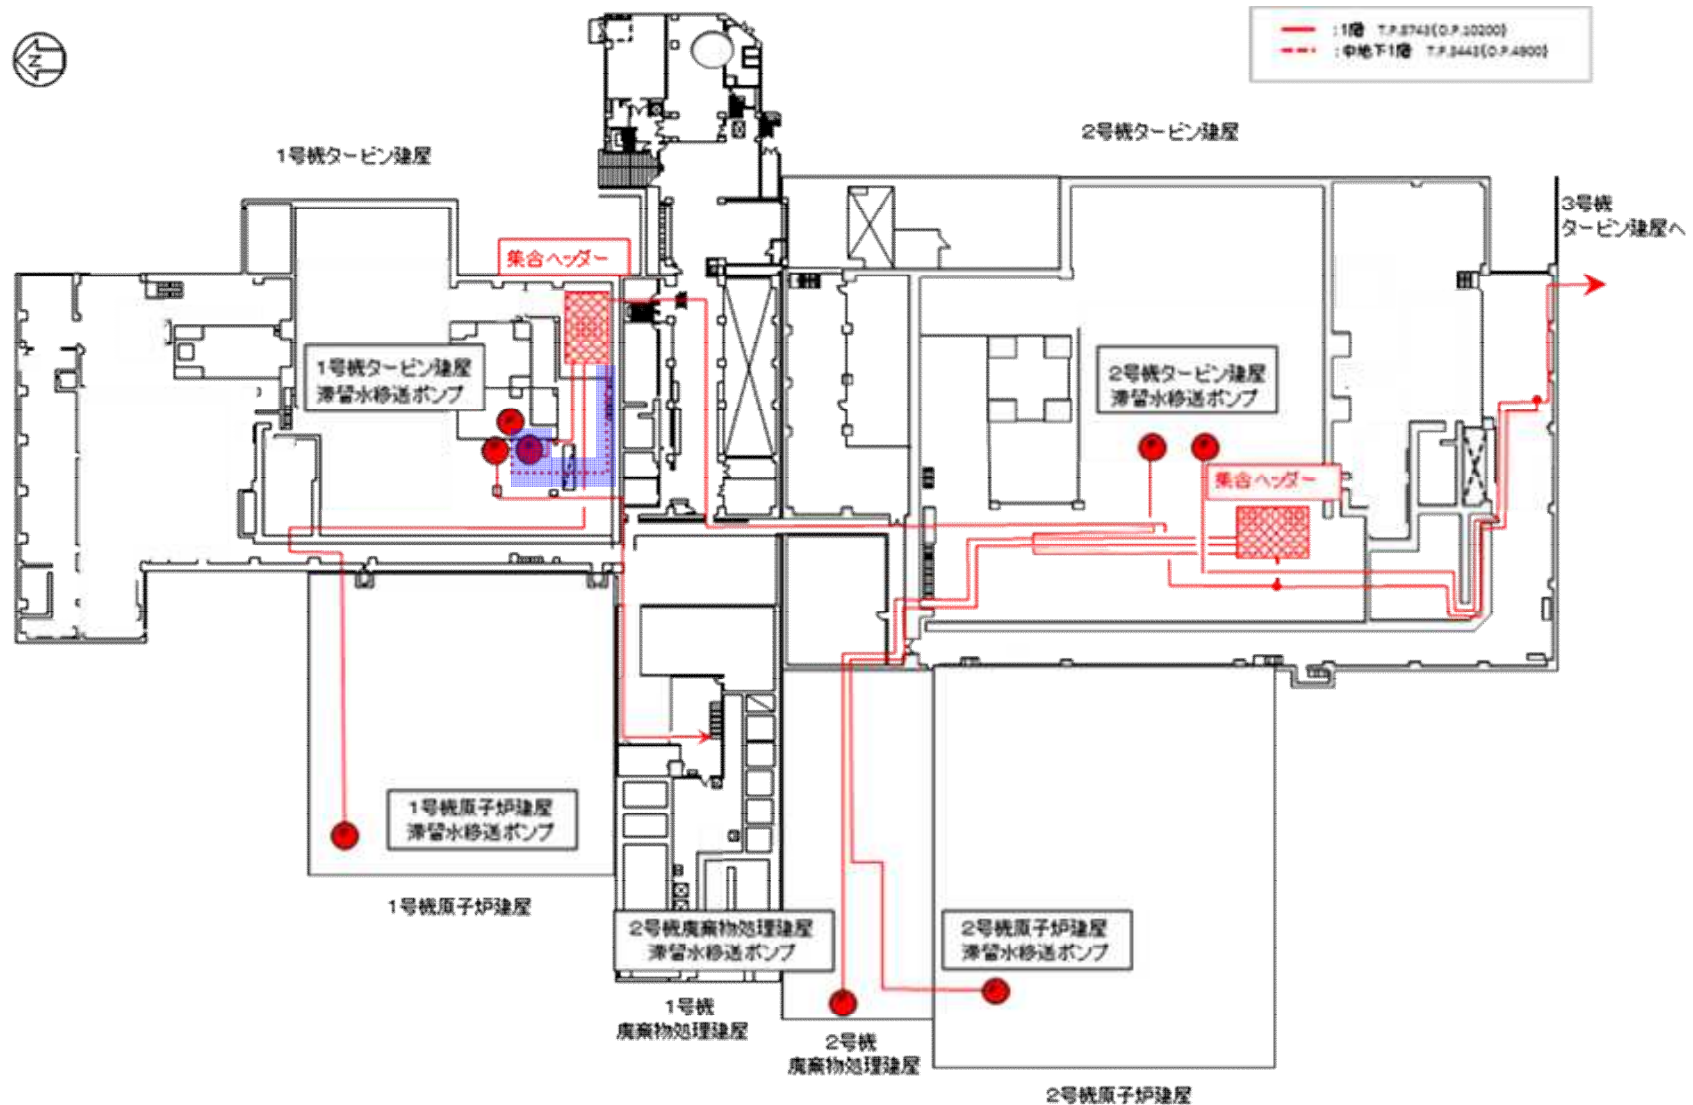 N
:1階 T.P.8743(O.P.10200)
:中地下1階 T.P.3443(O.P.4900)
1号機タービン建屋
2号機タービン建屋
3号機
タービン建屋へ
集合ヘッダー
1号機タービン建屋
滞留水移送ポンプ
2号機タービン建屋
滞留水移送ポンプ
集合ヘッダー
1号機原子炉建屋
滞留水移送ポンプ
1号機原子炉建屋
2号機廃棄物処理建屋
滞留水移送ポンプ
2号機原子炉建屋
滞留水移送ポンプ
1号機
廃棄物処理建屋
2号機
廃棄物処理建屋
2号機原子炉建屋